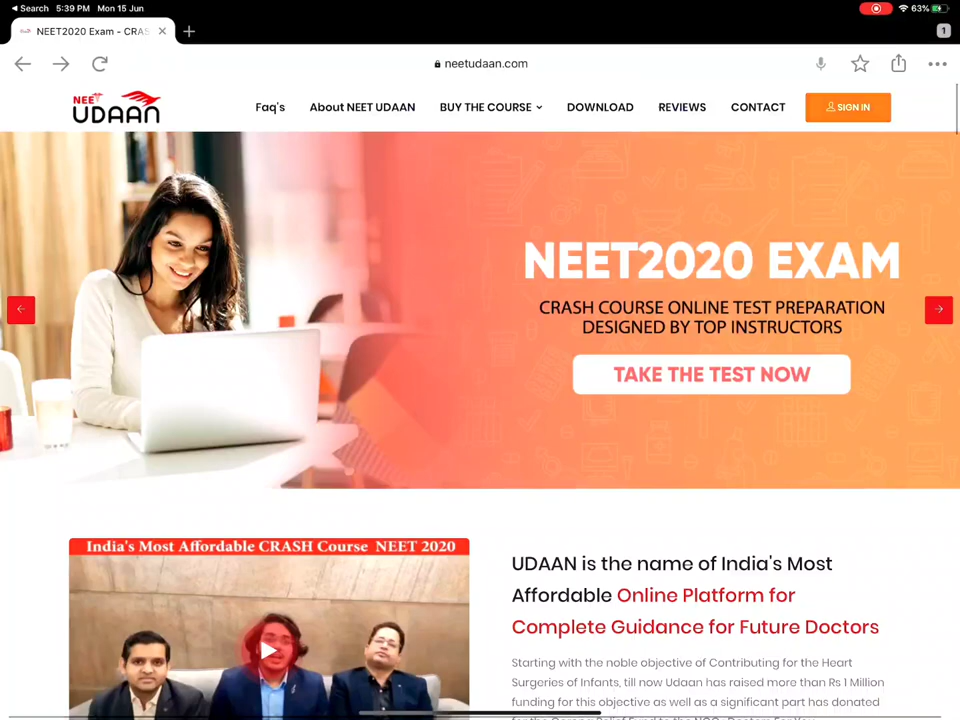 Search 5:39 PM Mon 15 Jun
63%
NEET2020 Exam - CRAS
1
neetudaan.com
NEET
UDAAN
Faq's
About NEET UDAAN
BUY THE COURSE
DOWNLOAD
REVIEWS
CONTACT
SIGN IN
NEET2020 EXAM
CRASH COURSE ONLINE TEST PREPARATION
DESIGNED BY TOP INSTRUCTORS
TAKE THE TEST NOW
India's Most Affordable CRASH Course NEET 2020
UDAAN is the name of India's Most
Affordable Online Platform for
Complete Guidance for Future Doctors
Starting with the noble objective of Contributing for the Heart
Surgeries of Infants, till now Udaan has raised more than Rs 1 Million
funding for this objective as well as a significant part has donated